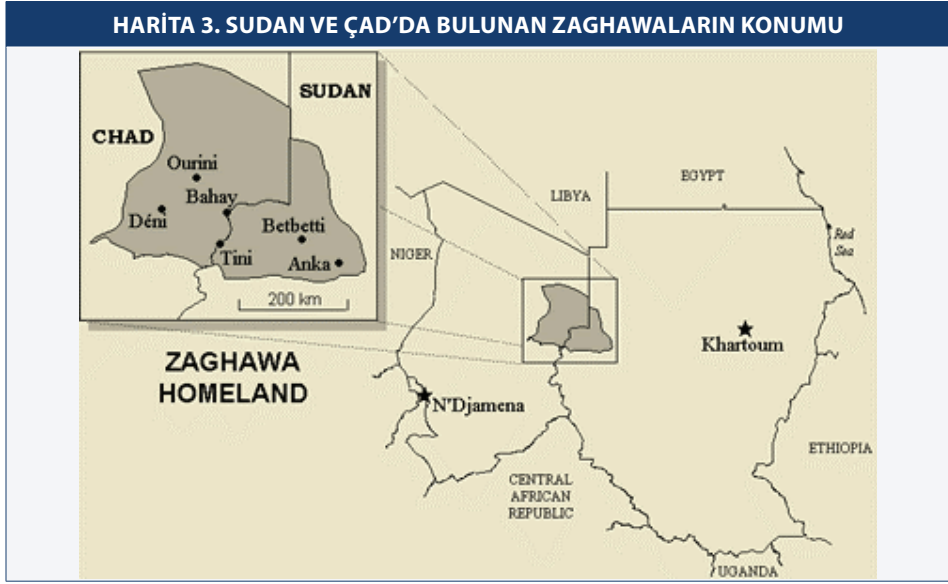 HARİTA 3. SUDAN VE ÇAD’DA BULUNAN ZAGHAWALARIN KONUMU
SUDAN
CHAD
Ourini
Bahay
Déni
Betbetti
Tini
Anka
200 km
ZAGHAWA
HOMELAND
EGYPT
LIBYA
Red
Sea
NIGER
Khartoum
N'Djamena
ETHIOPIA
CENTRAL
AFRICAN
REPUBLIC
UGANDA